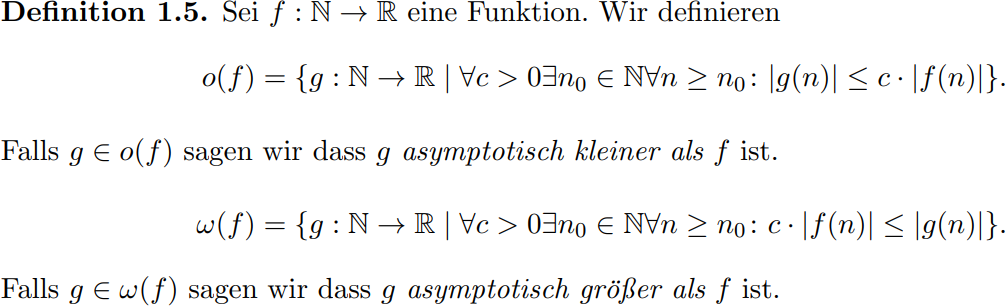 Definition 1.5. Sei f : ℕ → ℝ eine Funktion. Wir definieren
o(f) = {g : ℕ → ℝ | ∀c > 0∃n₀ ∈ ℕ∀n ≥ n₀: |g(n)| ≤ c · |f(n)|}.
Falls g ∈ o(f) sagen wir dass g asymptotisch kleiner als f ist.
ω(f) = {g : ℕ → ℝ | ∀c > 0∃n₀ ∈ ℕ∀n ≥ n₀: c · |f(n)| ≤ |g(n)|}.
Falls g ∈ ω(f) sagen wir dass g asymptotisch größer als f ist.